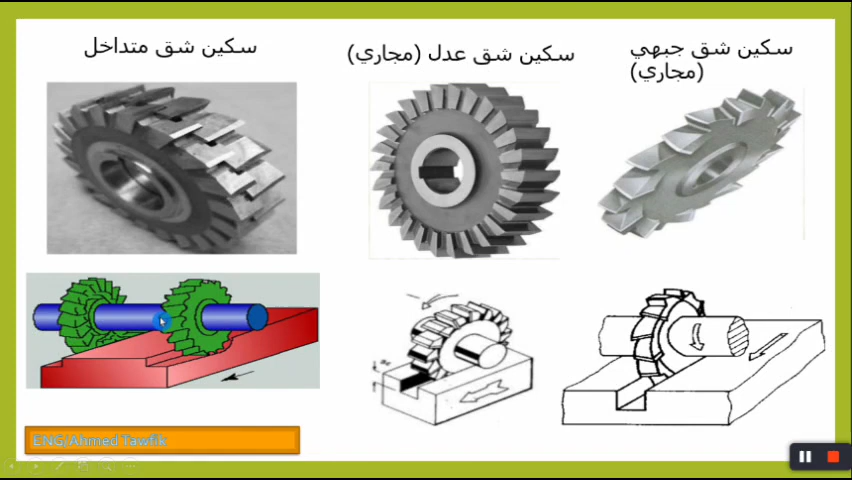 سكين شق جبهي
(مجاري)
سكين شق عدل (مجاري)
سكين شق متداخل
ENG/Ahmed Tawfik